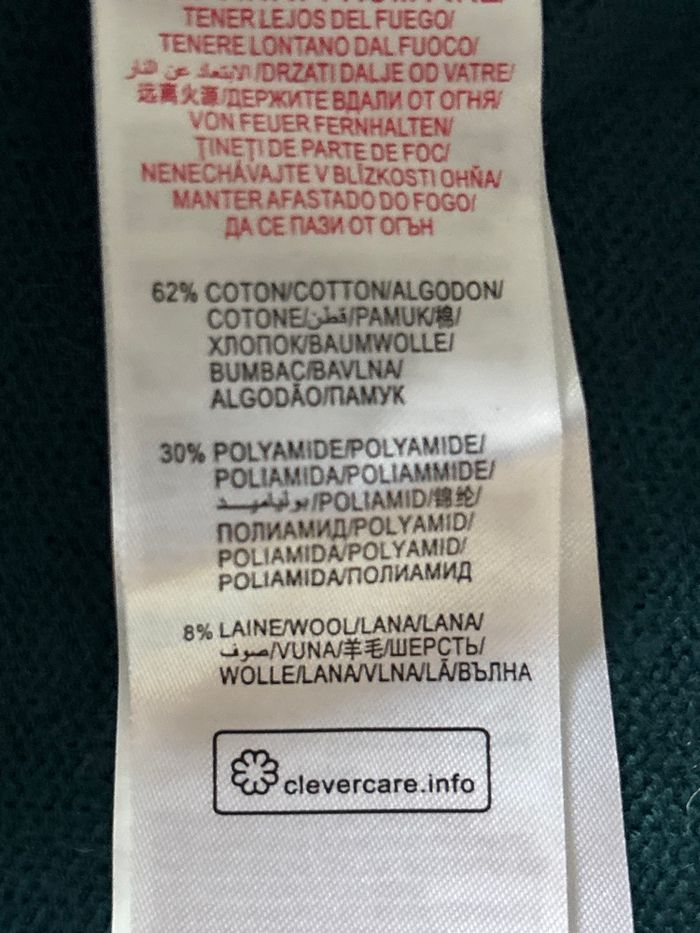 TENER LEJOS DEL FUEGO/
TENERE LONTANO DAL FUOCO/
الابتعاد عن النار/DRZATI DALJE OD VATRE/
远离火源/ДЕРЖИТЕ ВДАЛИ ОТ ОГНЯ/
VON FEUER FERNHALTEN/
ȚINEȚI DE PARTE DE FOC/
NENECHÁVAJTE V BLÍZKOSTI OHŇA/
MANTER AFASTADO DO FOGO/
ДА СЕ ПАЗИ ОТ ОГЪН
62% COTON/COTTON/ALGODON/
COTONE/قطن/PAMUK/棉/
ХЛОПОК/BAUMWOLLE/
BUMBAC/BAVLNA/
ALGODÃO/ПАМУК
30% POLYAMIDE/POLYAMIDE/
POLIAMIDA/POLIAMMIDE/
بولياميد/POLIAMID/锦纶/
ПОЛИАМИД/POLYAMID/
POLIAMIDA/POLYAMID/
POLIAMIDA/ПОЛИАМИД
8% LAINE/WOOL/LANA/LANA/
صوف/VUNA/羊毛/ШЕРСТЬ/
WOLLE/LANA/VLNA/LÃ/ВЪЛНА
clevercare.info